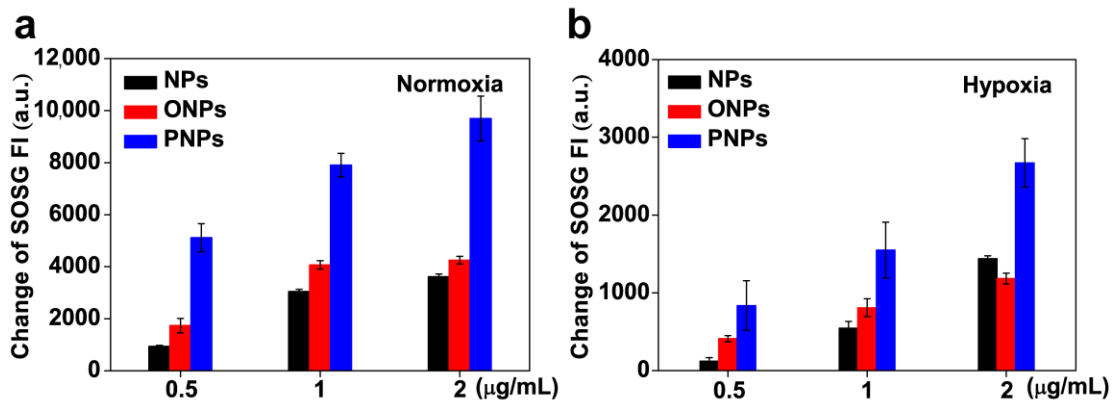 a
12,000
10,000
8000
6000
4000
2000
0
Change of SOSG FI (a.u.)
NPs
ONPs
PNPs
Normoxia
0.5
1
2 (μg/mL)
b
4000
3000
2000
1000
0
Change of SOSG FI (a.u.)
NPs
ONPs
PNPs
Hypoxia
0.5
1
2 (μg/mL)